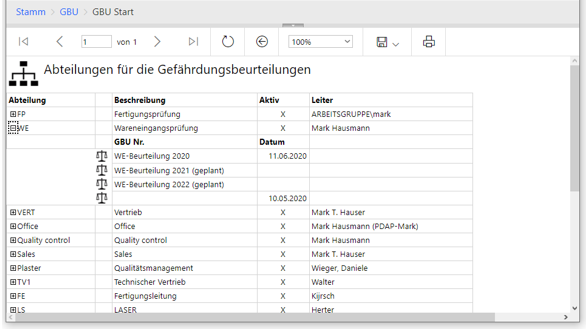 Stamm > GBU > GBU Start
1 von 1 100%
Abteilungen für die Gefährdungsbeurteilungen
Abteilung Beschreibung Aktiv Leiter
FP Fertigungsprüfung X ARBEITSGRUPPE\mark
WE Wareneingangsprüfung X Mark Hausmann
GBU Nr. Datum
WE-Beurteilung 2020 11.06.2020
WE-Beurteilung 2021 (geplant)
WE-Beurteilung 2022 (geplant)
10.05.2020
VERT Vertrieb X Mark T. Hauser
Office Office X Mark Hausmann (PDAP-Mark)
Quality control Quality control X Mark Hausmann
Sales Sales X Mark T. Hauser
Plaster Qualitätsmanagement X Wieger, Daniele
TV1 Technischer Vertrieb X Walter
FE Fertigungsleitung X Kijrsch
LS LASER X Herter